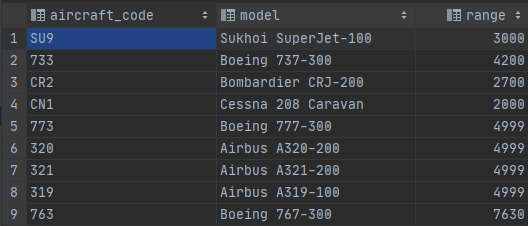 aircraft_code model range
1 SU9 Sukhoi SuperJet-100 3000
2 733 Boeing 737-300 4200
3 CR2 Bombardier CRJ-200 2700
4 CN1 Cessna 208 Caravan 2000
5 773 Boeing 777-300 4999
6 320 Airbus A320-200 4999
7 321 Airbus A321-200 4999
8 319 Airbus A319-100 4999
9 763 Boeing 767-300 7630